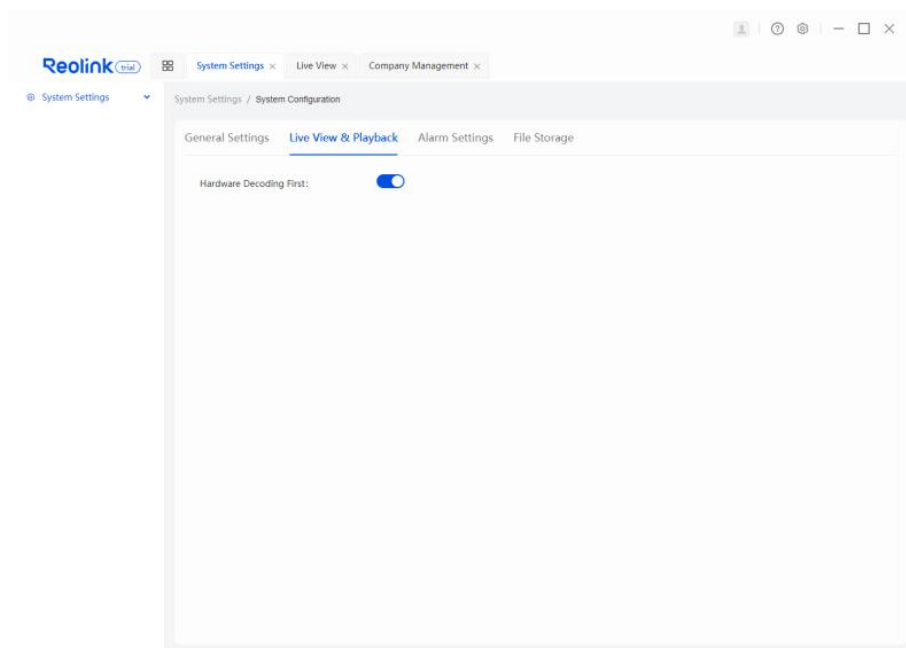 Reolink trial
System Settings × Live View × Company Management ×
System Settings
System Settings / System Configuration
General Settings Live View & Playback Alarm Settings File Storage
Hardware Decoding First: